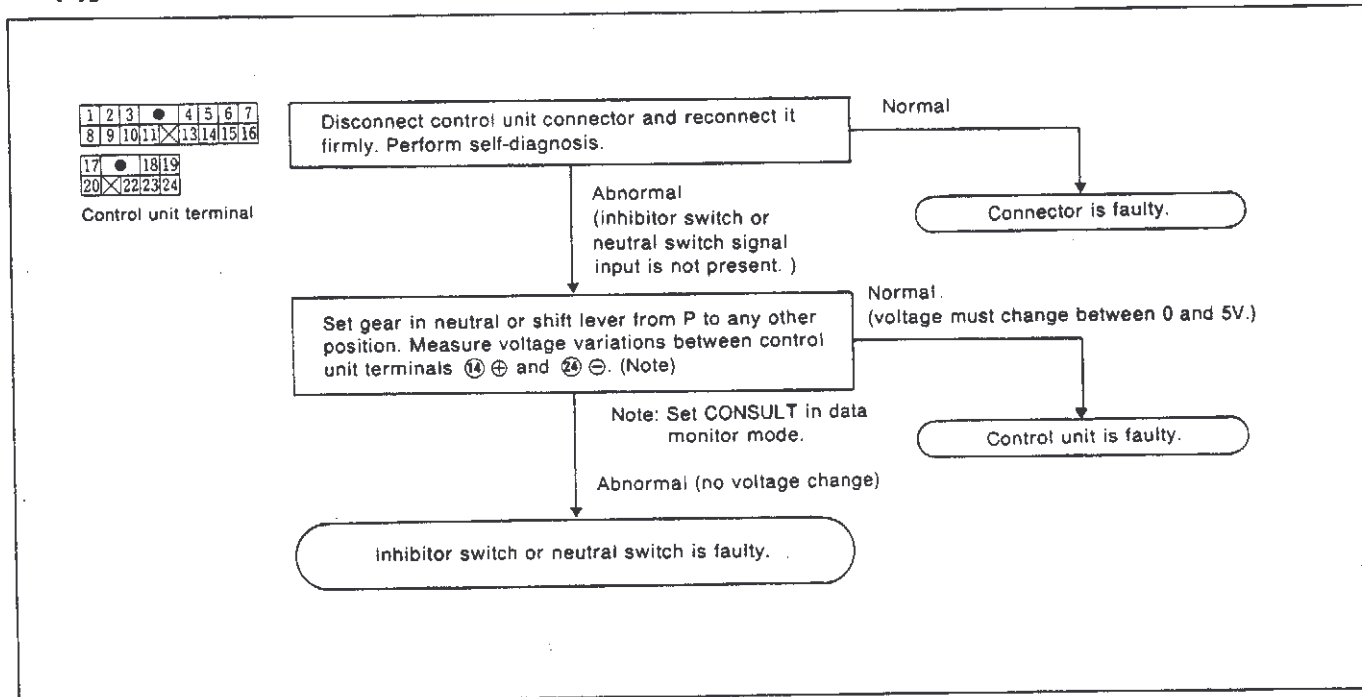 1 2 3 ● 4 5 6 7
8 9 10 11 13 14 15 16
17 ● 18 19
20 22 23 24
Control unit terminal
Disconnect control unit connector and reconnect it
firmly. Perform self-diagnosis.
Normal
Connector is faulty.
Abnormal
(inhibitor switch or
neutral switch signal
input is not present. )
Set gear in neutral or shift lever from P to any other
position. Measure voltage variations between control
unit terminals ⑭ ⊕ and ㉔ ⊖. (Note)
Normal.
(voltage must change between 0 and 5V.)
Control unit is faulty.
Note: Set CONSULT in data
monitor mode.
Abnormal (no voltage change)
Inhibitor switch or neutral switch is faulty.